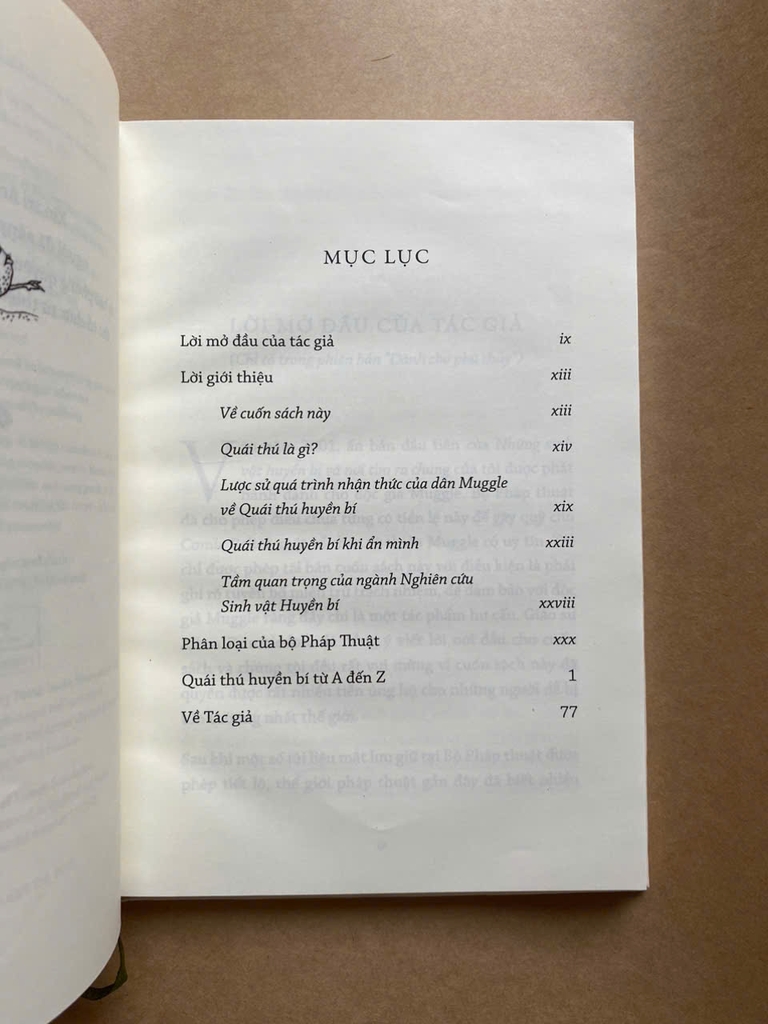 MỤC LỤC
Lời mở đầu của tác giả ix
Lời giới thiệu xiii
Về cuốn sách này xiii
Quái thú là gì? xiv
Lược sử quá trình nhận thức của dân Muggle
về Quái thú huyền bí xix
Quái thú huyền bí khi ẩn mình xxiii
Tầm quan trọng của ngành Nghiên cứu
Sinh vật Huyền bí xxviii
Phân loại của bộ Pháp Thuật xxx
Quái thú huyền bí từ A đến Z 1
Về Tác giả 77